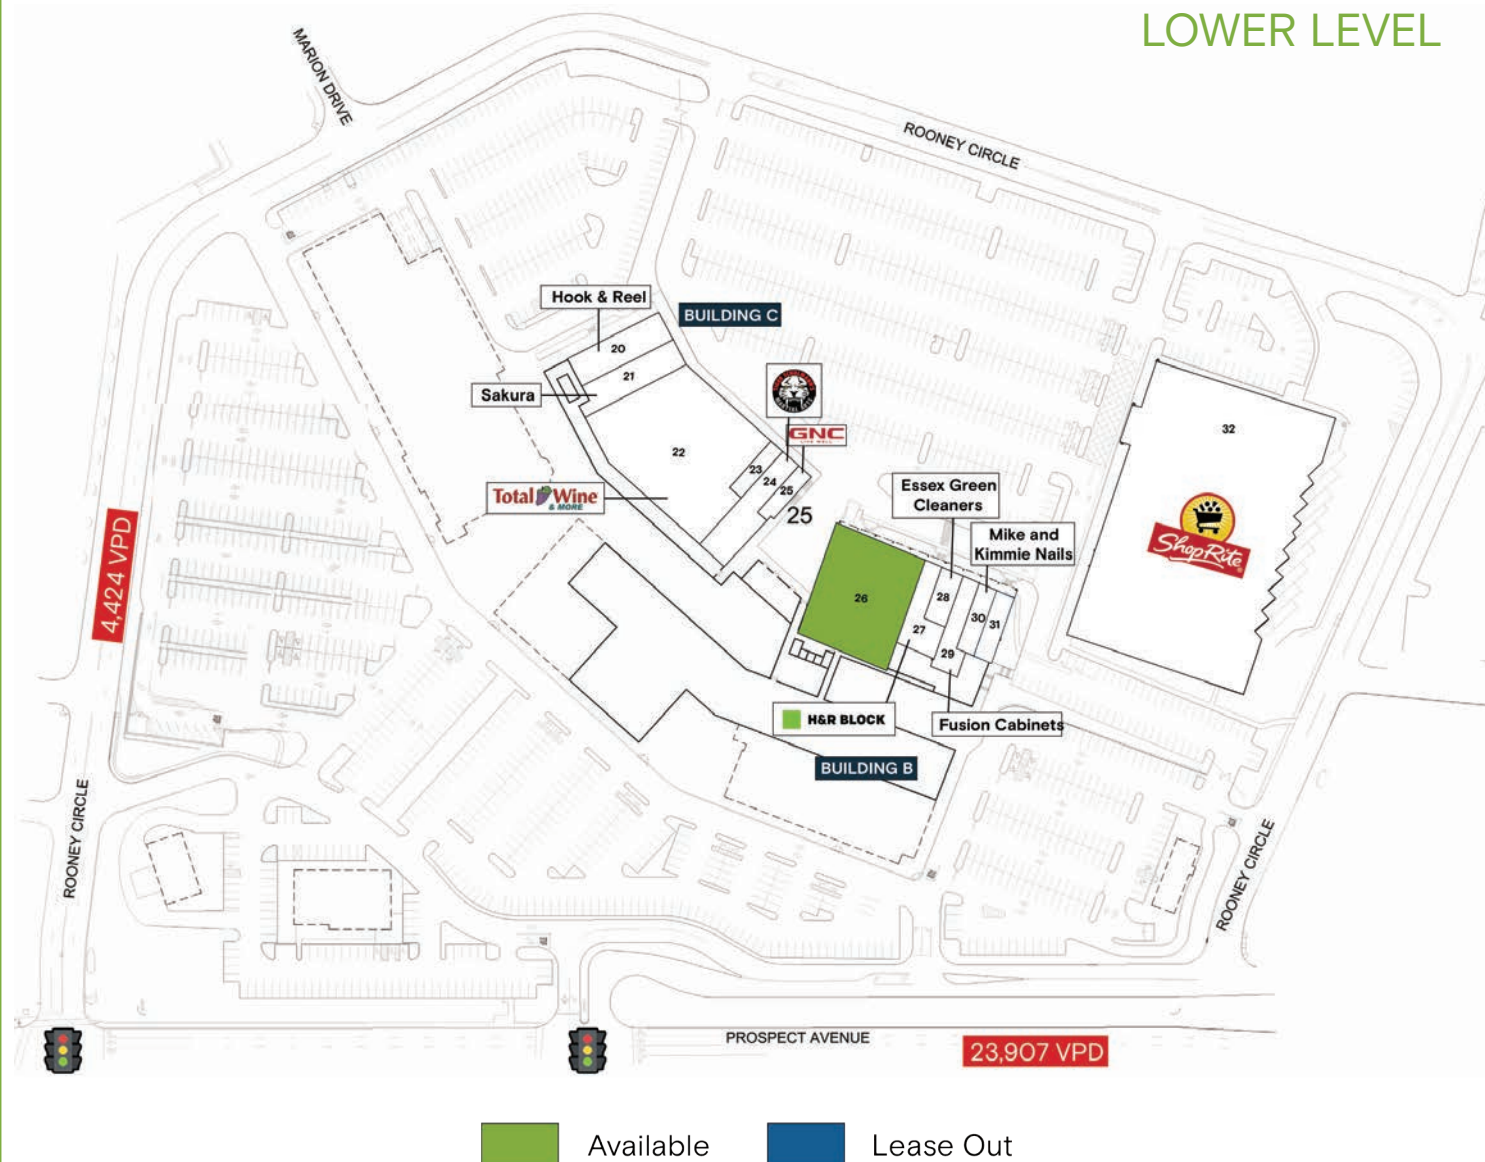 LOWER LEVEL
MARION DRIVE
ROONEY CIRCLE
Hook & Reel
BUILDING C
20
21
Sakura
GNC
LIVE WELL
32
22
23
24
25
25
Total Wine
& MORE
Essex Green
Cleaners
Mike and
Kimmie Nails
ShopRite
4,424 VPD
26
28
27
30
31
29
H&R BLOCK
Fusion Cabinets
BUILDING B
ROONEY CIRCLE
ROONEY CIRCLE
PROSPECT AVENUE
23,907 VPD
Available
Lease Out